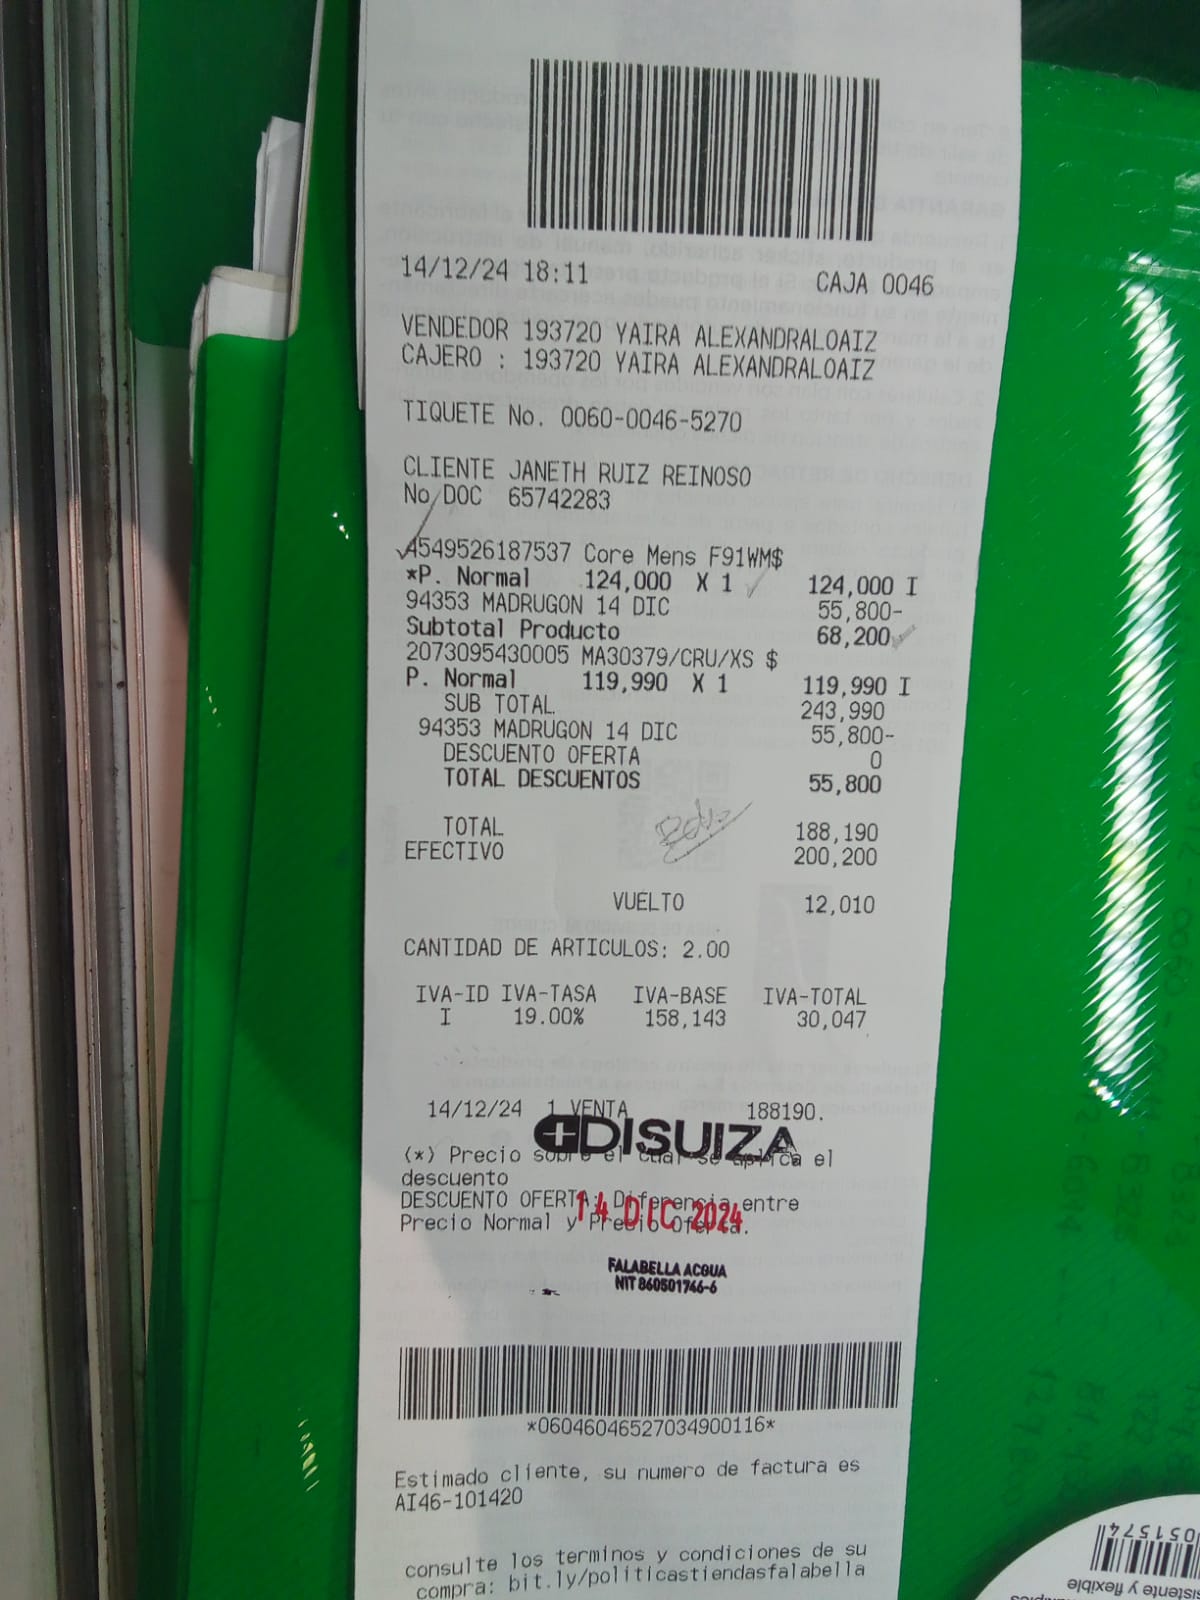 14/12/24 18:11 CAJA 0046
VENDEDOR 193720 YAIRA ALEXANDRALOAIZ
CAJERO : 193720 YAIRA ALEXANDRALOAIZ
TIQUETE No. 0060-0046-5270
CLIENTE JANETH RUIZ REINOSO
No/DOC 65742283
4549526187537 Core Mens F91WM$
*P. Normal 124,000 X 1 124,000 I
94353 MADRUGON 14 DIC 55,800-
Subtotal Producto 68,200
2073095430005 MA30379/CRU/XS $
P. Normal 119,990 X 1 119,990 I
SUB TOTAL 243,990
94353 MADRUGON 14 DIC 55,800-
DESCUENTO OFERTA 0
TOTAL DESCUENTOS 55,800
TOTAL 188,190
EFECTIVO 200,200
VUELTO 12,010
CANTIDAD DE ARTICULOS: 2.00
IVA-ID IVA-TASA IVA-BASE IVA-TOTAL
I 19.00% 158,143 30,047
14/12/24 1 VENTA 188190.
DISUIZA
(*) Precio sobre el cual se aplica el
descuento
DESCUENTO OFERTA: Diferencia entre
Precio Normal y Precio Oferta.
14 DIC 2024
FALABELLA ACQUA
NIT 860501746-6
*06046046527034900116*
Estimado cliente, su numero de factura es
AI46-101420
consulte los terminos y condiciones de su
compra: bit.ly/politicastiendasfalabella